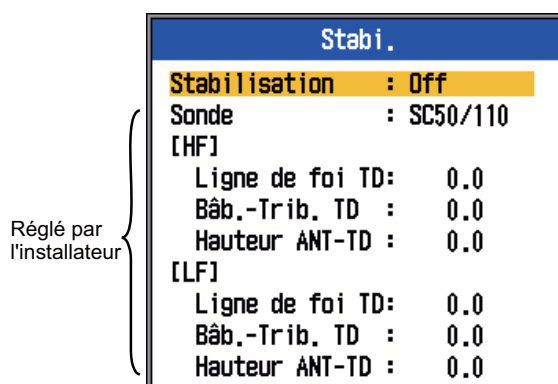 Stabi.
Stabilisation : Off
Sonde : SC50/110
[HF]
Ligne de foi TD: 0.0
Bâb.-Trib. TD : 0.0
Hauteur ANT-TD : 0.0
[LF]
Ligne de foi TD: 0.0
Bâb.-Trib. TD : 0.0
Hauteur ANT-TD : 0.0
Réglé par
l'installateur